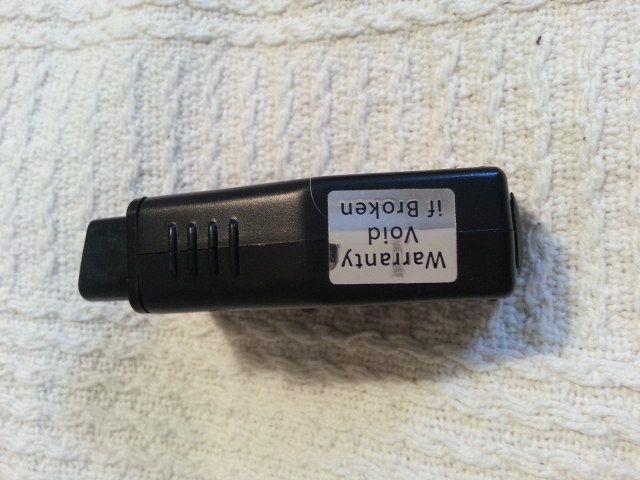 Warranty
Void
if Broken